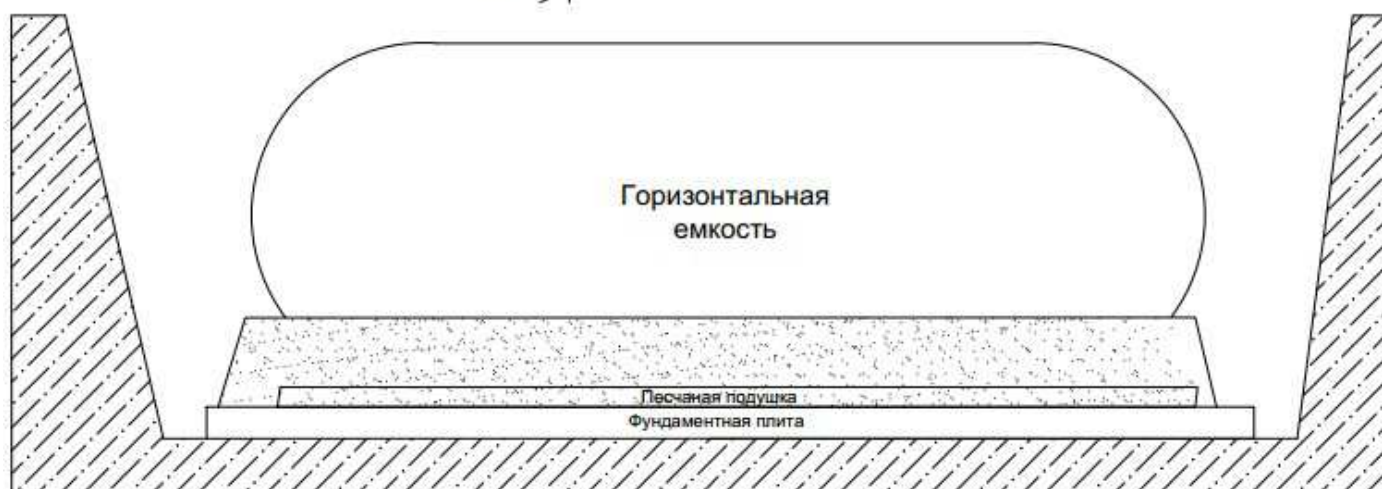 Горизонтальная
емкость
Песчаная подушка
Фундаментная плита